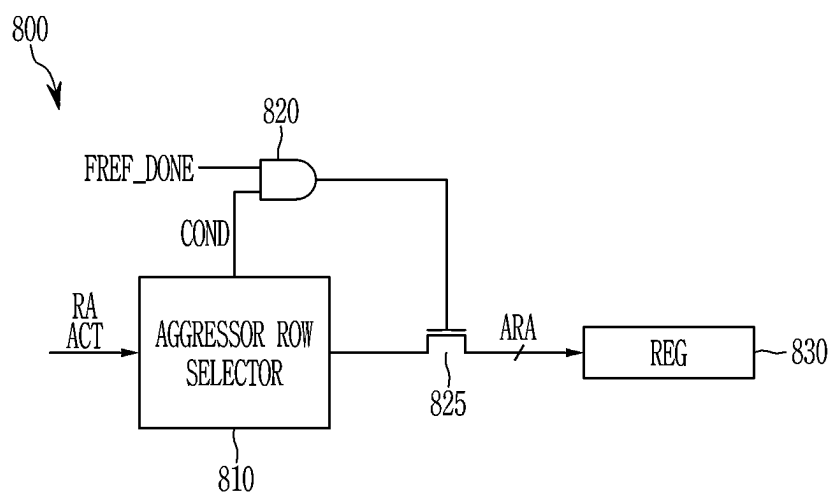 800
820
FREF_DONE
COND
RA
ACT
AGGRESSOR ROW
SELECTOR
ARA
REG
830
825
810